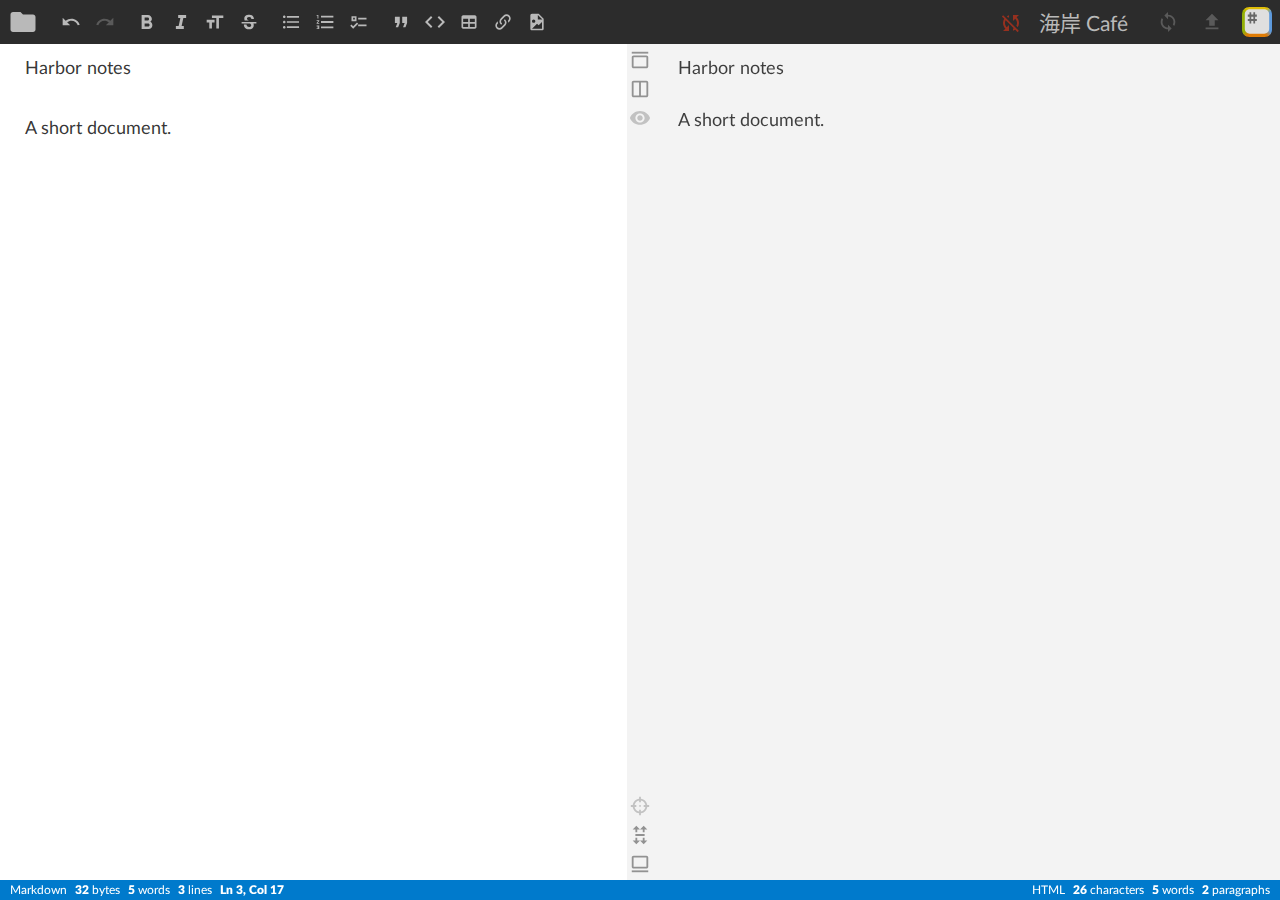 海岸 Café
Harbor notes
A short document.
Harbor notes
A short document.
Markdown 32 bytes 5 words 3 lines Ln 3, Col 17
HTML 26 characters 5 words 2 paragraphs